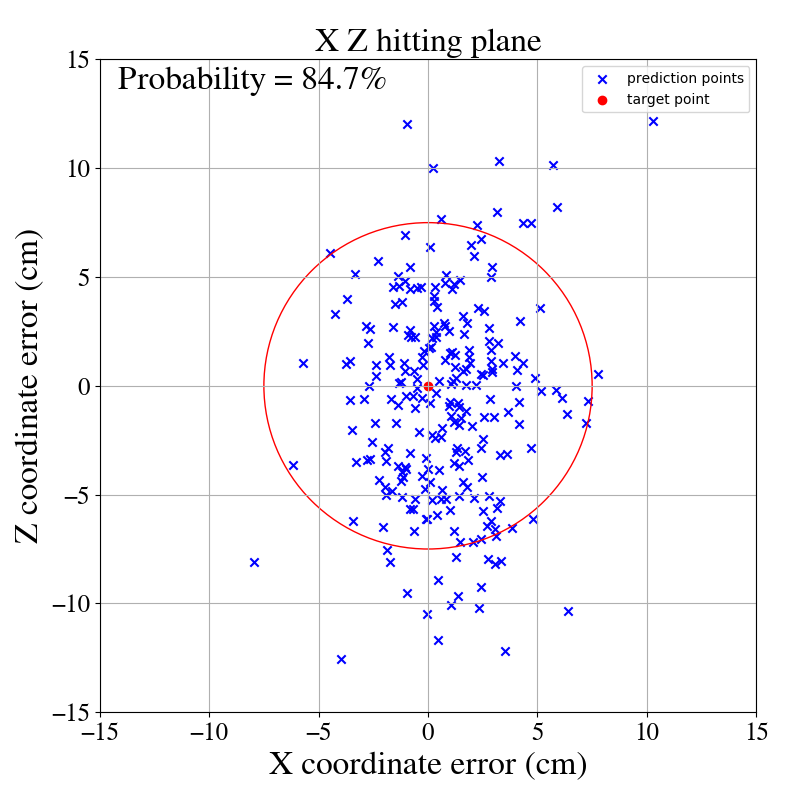 X Z hitting plane
Probability = 84.7%
prediction points
target point
Z coordinate error (cm)
15
10
5
0
−5
−10
−15
−15 −10 −5 0 5 10 15
X coordinate error (cm)